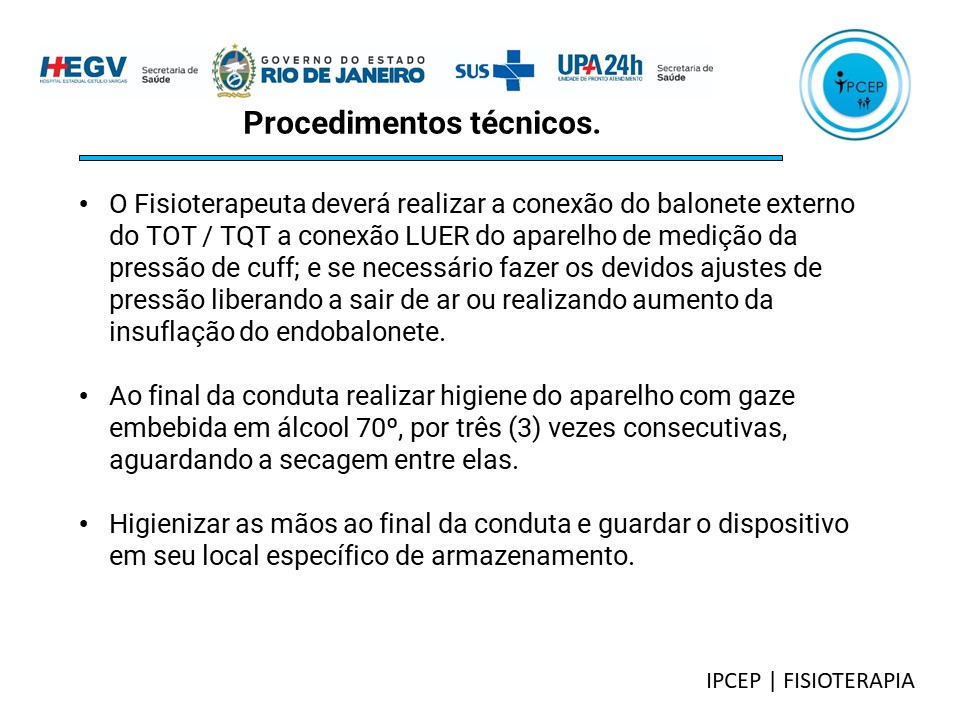 HEGV
HOSPITAL ESTADUAL GETÚLIO VARGAS
Secretaria de
Saúde
GOVERNO DO ESTADO
RIO DE JANEIRO
SUS
UPA24h
UNIDADE DE PRONTO ATENDIMENTO
Secretaria de
Saúde
IPCEP
Procedimentos técnicos.
• O Fisioterapeuta deverá realizar a conexão do balonete externo
do TOT / TQT a conexão LUER do aparelho de medição da
pressão de cuff; e se necessário fazer os devidos ajustes de
pressão liberando a sair de ar ou realizando aumento da
insuflação do endobalonete.
• Ao final da conduta realizar higiene do aparelho com gaze
embebida em álcool 70º, por três (3) vezes consecutivas,
aguardando a secagem entre elas.
• Higienizar as mãos ao final da conduta e guardar o dispositivo
em seu local específico de armazenamento.
IPCEP | FISIOTERAPIA